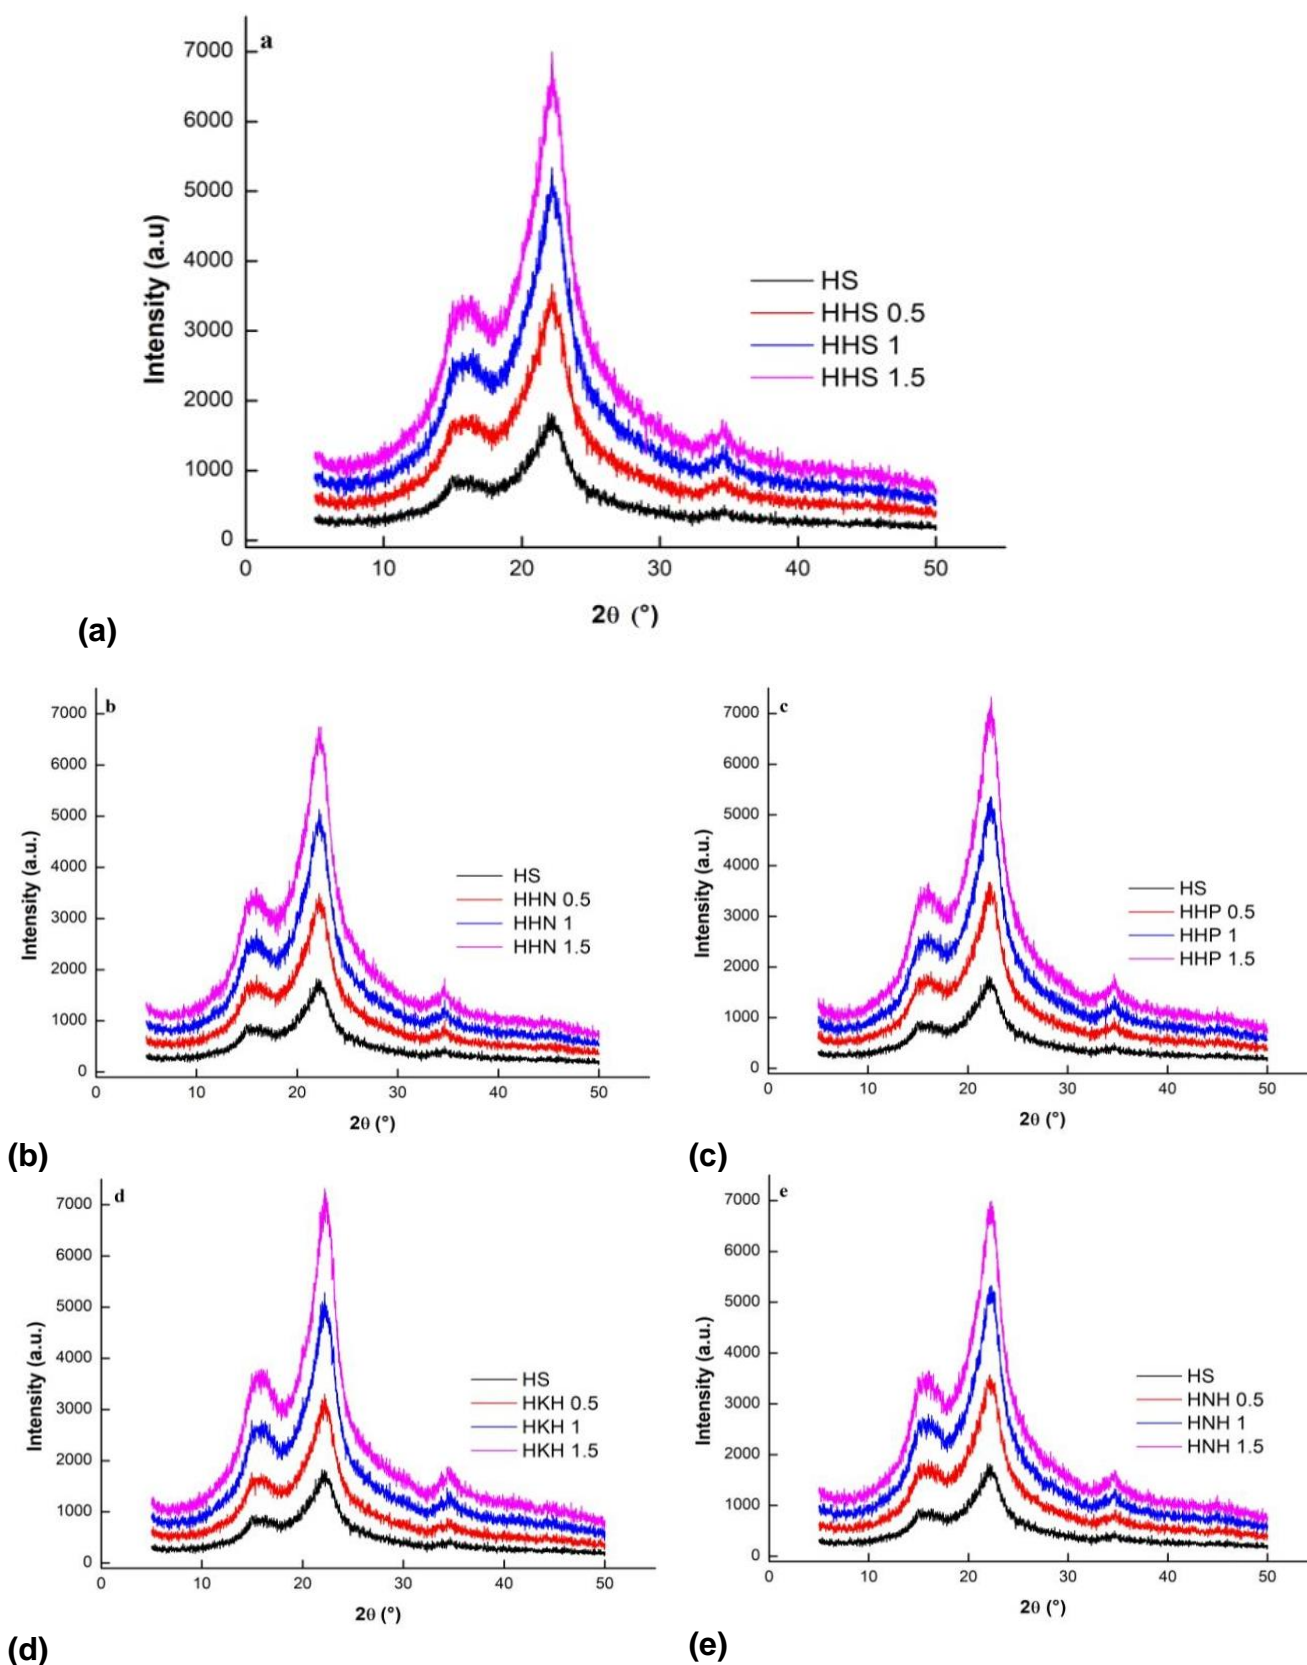 a
7000
6000
5000
4000
3000
2000
1000
0
Intensity (a.u)
HS
HHS 0.5
HHS 1
HHS 1.5
0 10 20 30 40 50
2θ (°)
(a)
b
7000
6000
5000
4000
3000
2000
1000
0
Intensity (a.u.)
HS
HHN 0.5
HHN 1
HHN 1.5
0 10 20 30 40 50
2θ (°)
(b)
c
7000
6000
5000
4000
3000
2000
1000
0
Intensity (a.u.)
HS
HHP 0.5
HHP 1
HHP 1.5
0 10 20 30 40 50
2θ (°)
(c)
d
7000
6000
5000
4000
3000
2000
1000
0
Intensity (a.u.)
HS
HKH 0.5
HKH 1
HKH 1.5
0 10 20 30 40 50
2θ (°)
(d)
e
7000
6000
5000
4000
3000
2000
1000
0
Intensity (a.u.)
HS
HNH 0.5
HNH 1
HNH 1.5
0 10 20 30 40 50
2θ (°)
(e)